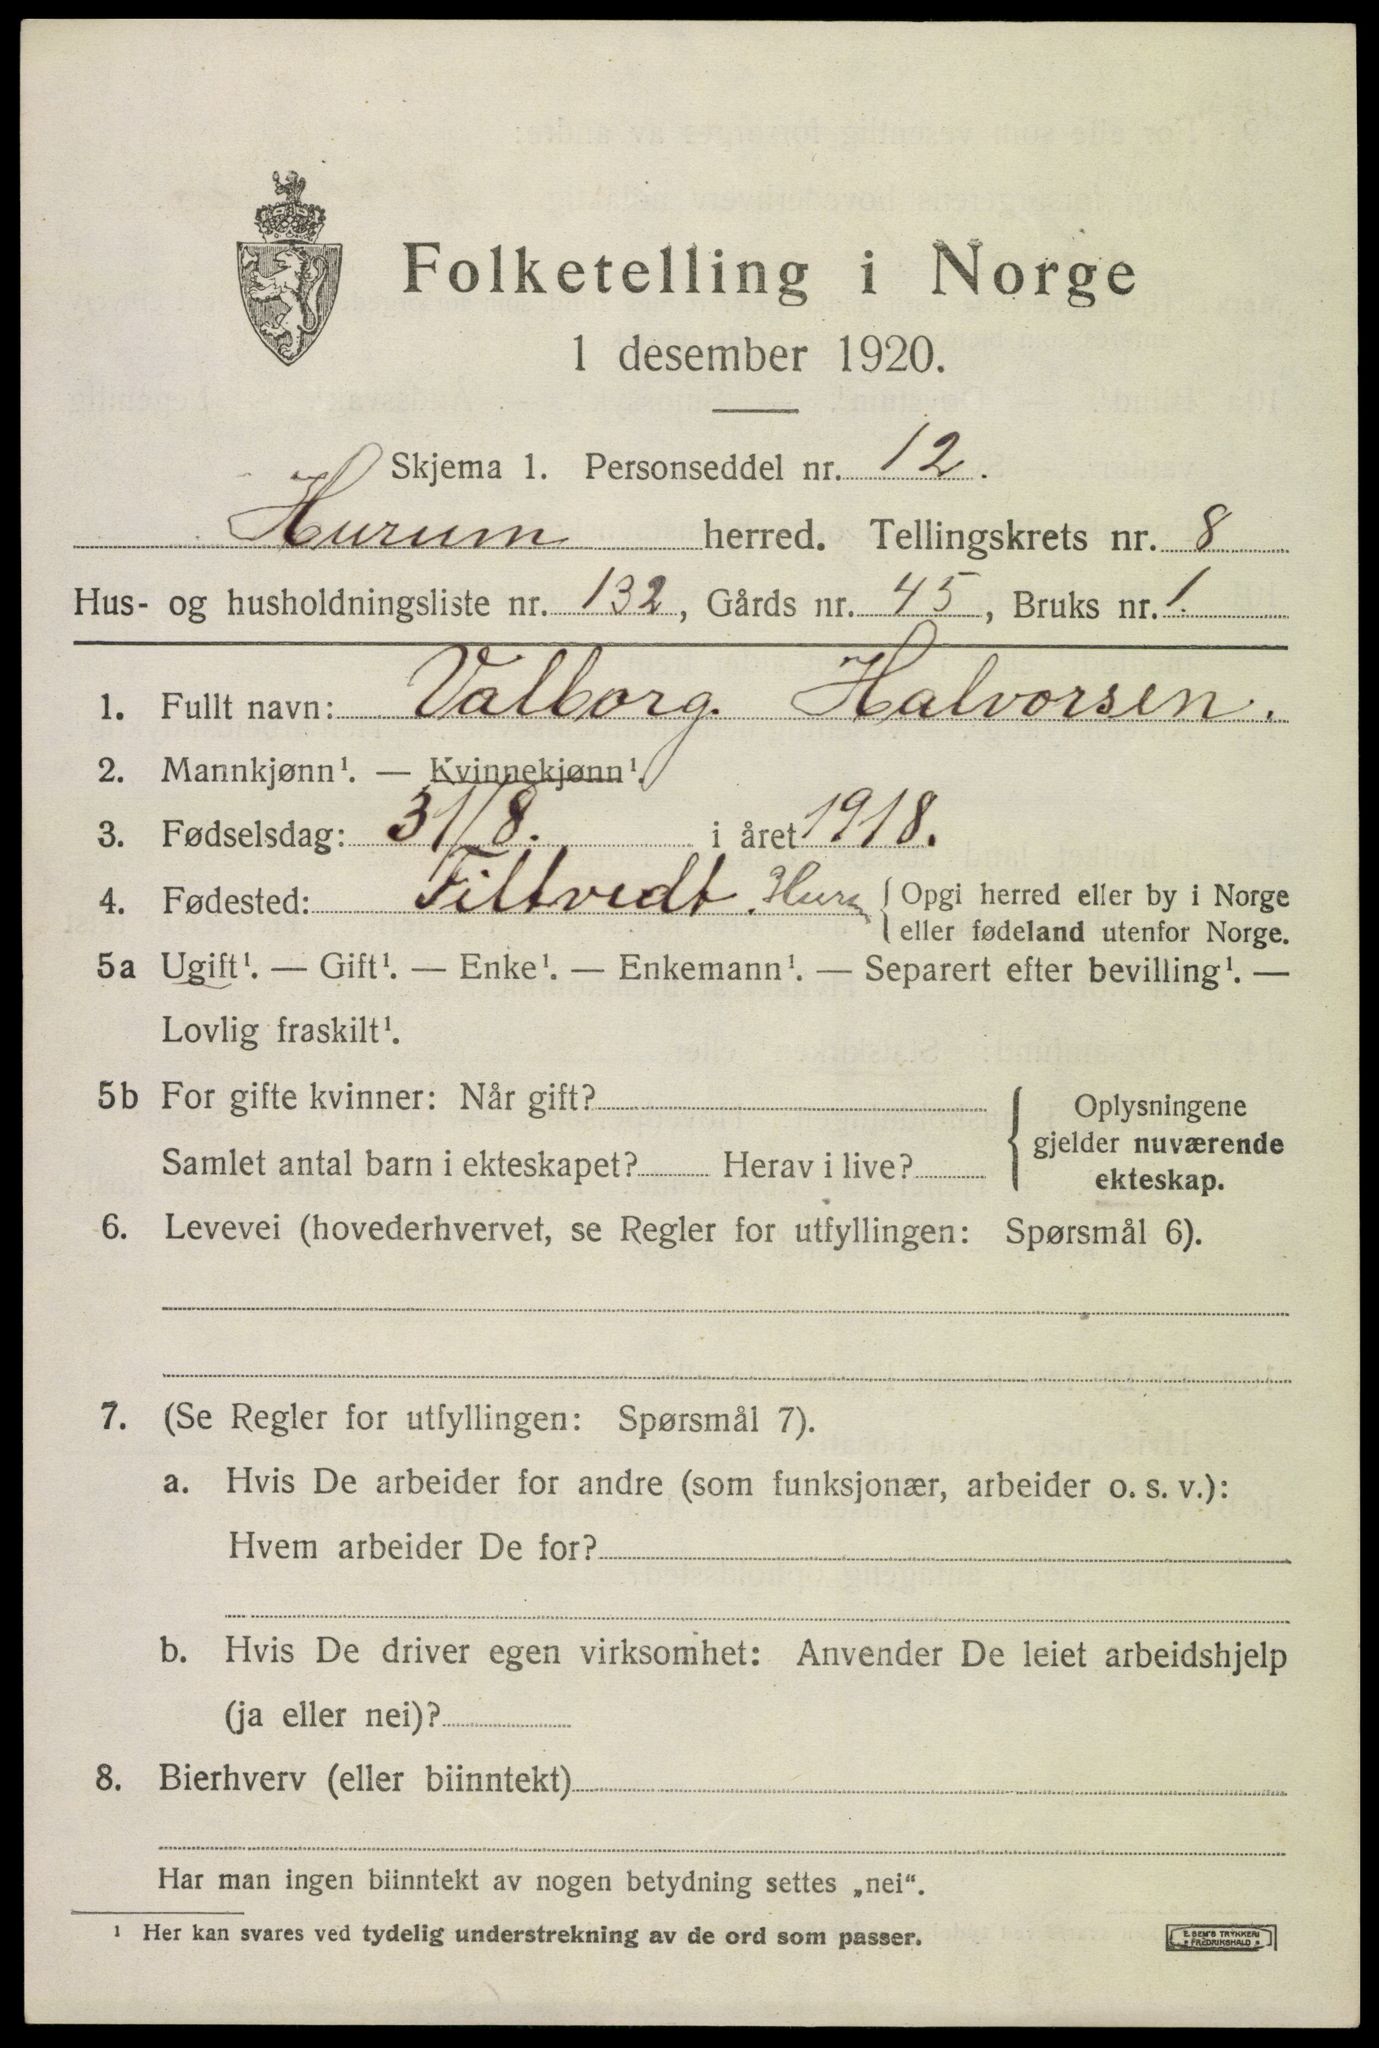 Folketelling i Norge
1 desember 1920.
Skjema 1. Personseddel nr. 12.
Hurum herred. Tellingskrets nr. 8
Hus- og husholdningsliste nr. 132, Gårds nr. 45, Bruks nr. 1.
1. Fullt navn: Valborg. Halvorsen.
2. Mannkjønn¹. — Kvinnekjønn¹.
3. Fødselsdag: 31/8. i året 1918.
4. Fødested: Filtvedt. Hurum { Opgi herred eller by i Norge
eller fødeland utenfor Norge.
5a Ugift¹. — Gift¹. — Enke¹. — Enkemann¹. — Separert efter bevilling¹. —
Lovlig fraskilt¹.
5b For gifte kvinner: Når gift?
Samlet antal barn i ekteskapet? Herav i live?
{ Oplysningene
gjelder nuværende
ekteskap.
6. Levevei (hovederhvervet, se Regler for utfyllingen: Spørsmål 6).
7. (Se Regler for utfyllingen: Spørsmål 7).
a. Hvis De arbeider for andre (som funksjonær, arbeider o. s. v.):
Hvem arbeider De for?
b. Hvis De driver egen virksomhet: Anvender De leiet arbeidshjelp
(ja eller nei)?
8. Bierhverv (eller biinntekt)
Har man ingen biinntekt av nogen betydning settes „nei“.
¹ Her kan svares ved tydelig understrekning av de ord som passer.
E. SEM'S TRYKKERI
FREDRIKSHALD